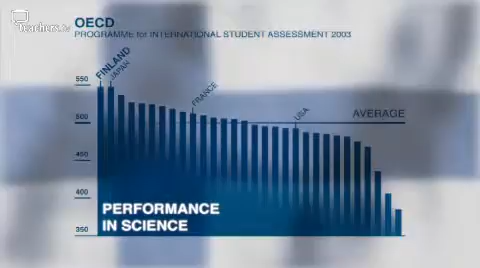 teachers.tv
OECD
PROGRAMME for INTERNATIONAL STUDENT ASSESSMENT 2003
FINLAND
JAPAN
FRANCE
USA
AVERAGE
550
500
450
400
350
PERFORMANCE
IN SCIENCE